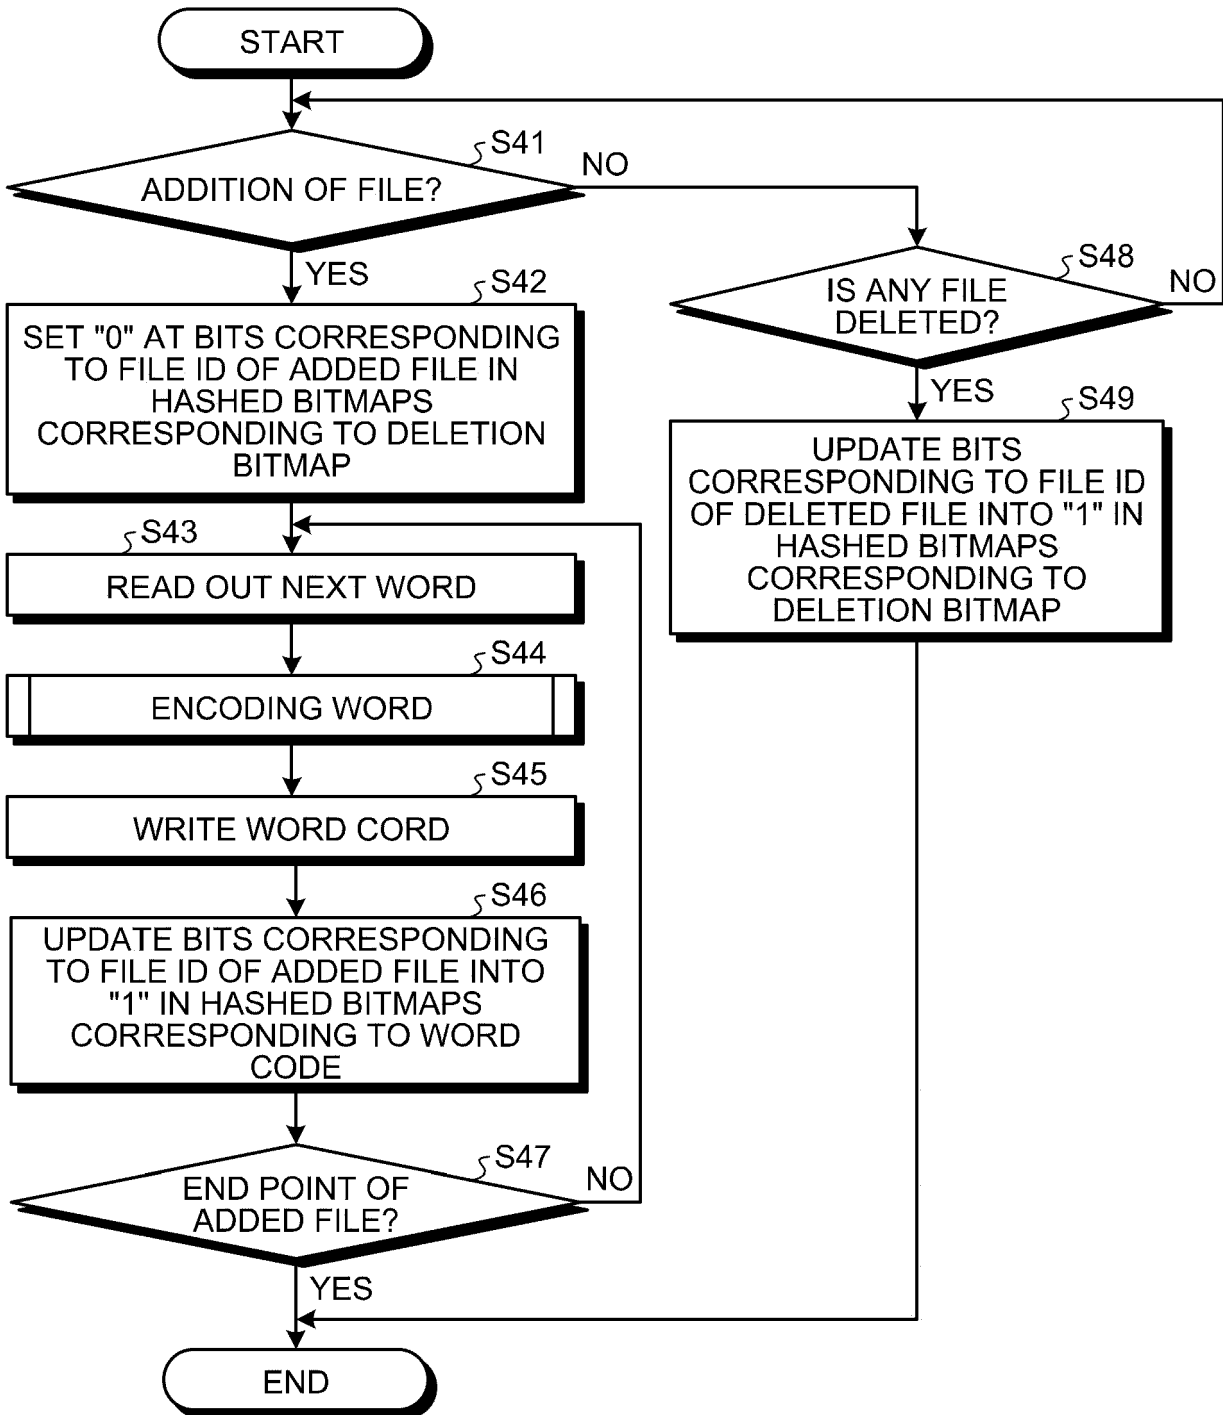 START
S41
ADDITION OF FILE?
NO
YES
S42
SET "0" AT BITS CORRESPONDING
TO FILE ID OF ADDED FILE IN
HASHED BITMAPS
CORRESPONDING TO DELETION
BITMAP
S43
READ OUT NEXT WORD
S44
ENCODING WORD
S45
WRITE WORD CORD
S46
UPDATE BITS CORRESPONDING
TO FILE ID OF ADDED FILE INTO
"1" IN HASHED BITMAPS
CORRESPONDING TO WORD
CODE
S47
END POINT OF
ADDED FILE?
NO
YES
END
S48
IS ANY FILE
DELETED?
NO
YES
S49
UPDATE BITS
CORRESPONDING TO FILE ID
OF DELETED FILE INTO "1" IN
HASHED BITMAPS
CORRESPONDING TO
DELETION BITMAP